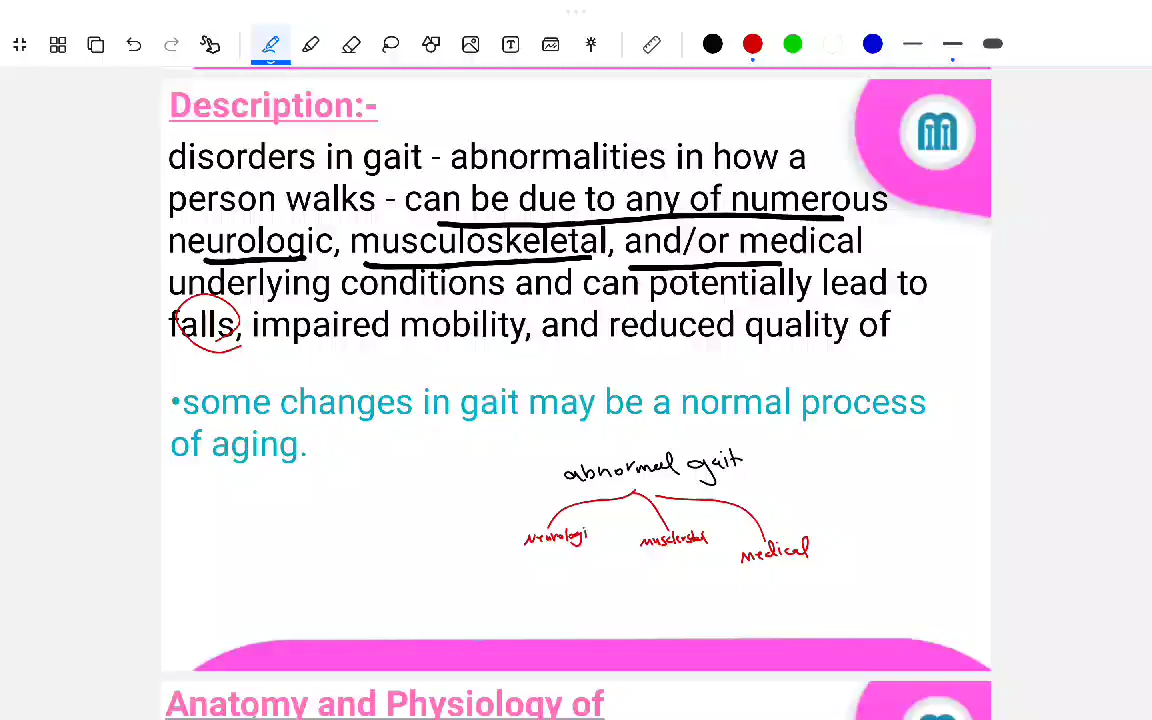 Description:-
disorders in gait - abnormalities in how a
person walks - can be due to any of numerous
neurologic, musculoskeletal, and/or medical
underlying conditions and can potentially lead to
falls, impaired mobility, and reduced quality of
•some changes in gait may be a normal process
of aging.
abnormal gait
Neurologi
medical
Anatomy and Physiology of